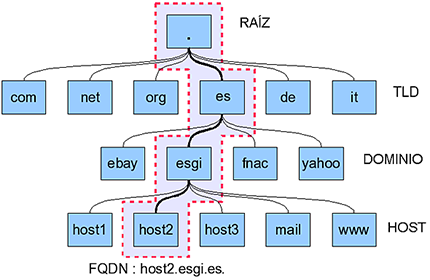 .
RAÍZ
com net org es de it TLD
ebay esgi fnac yahoo DOMINIO
host1 host2 host3 mail www HOST
FQDN : host2.esgi.es.